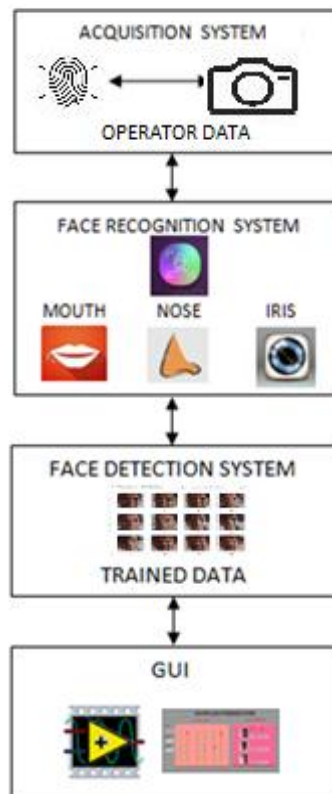 ACQUISITION SYSTEM
OPERATOR DATA
FACE RECOGNITION SYSTEM
MOUTH NOSE IRIS
FACE DETECTION SYSTEM
TRAINED DATA
GUI